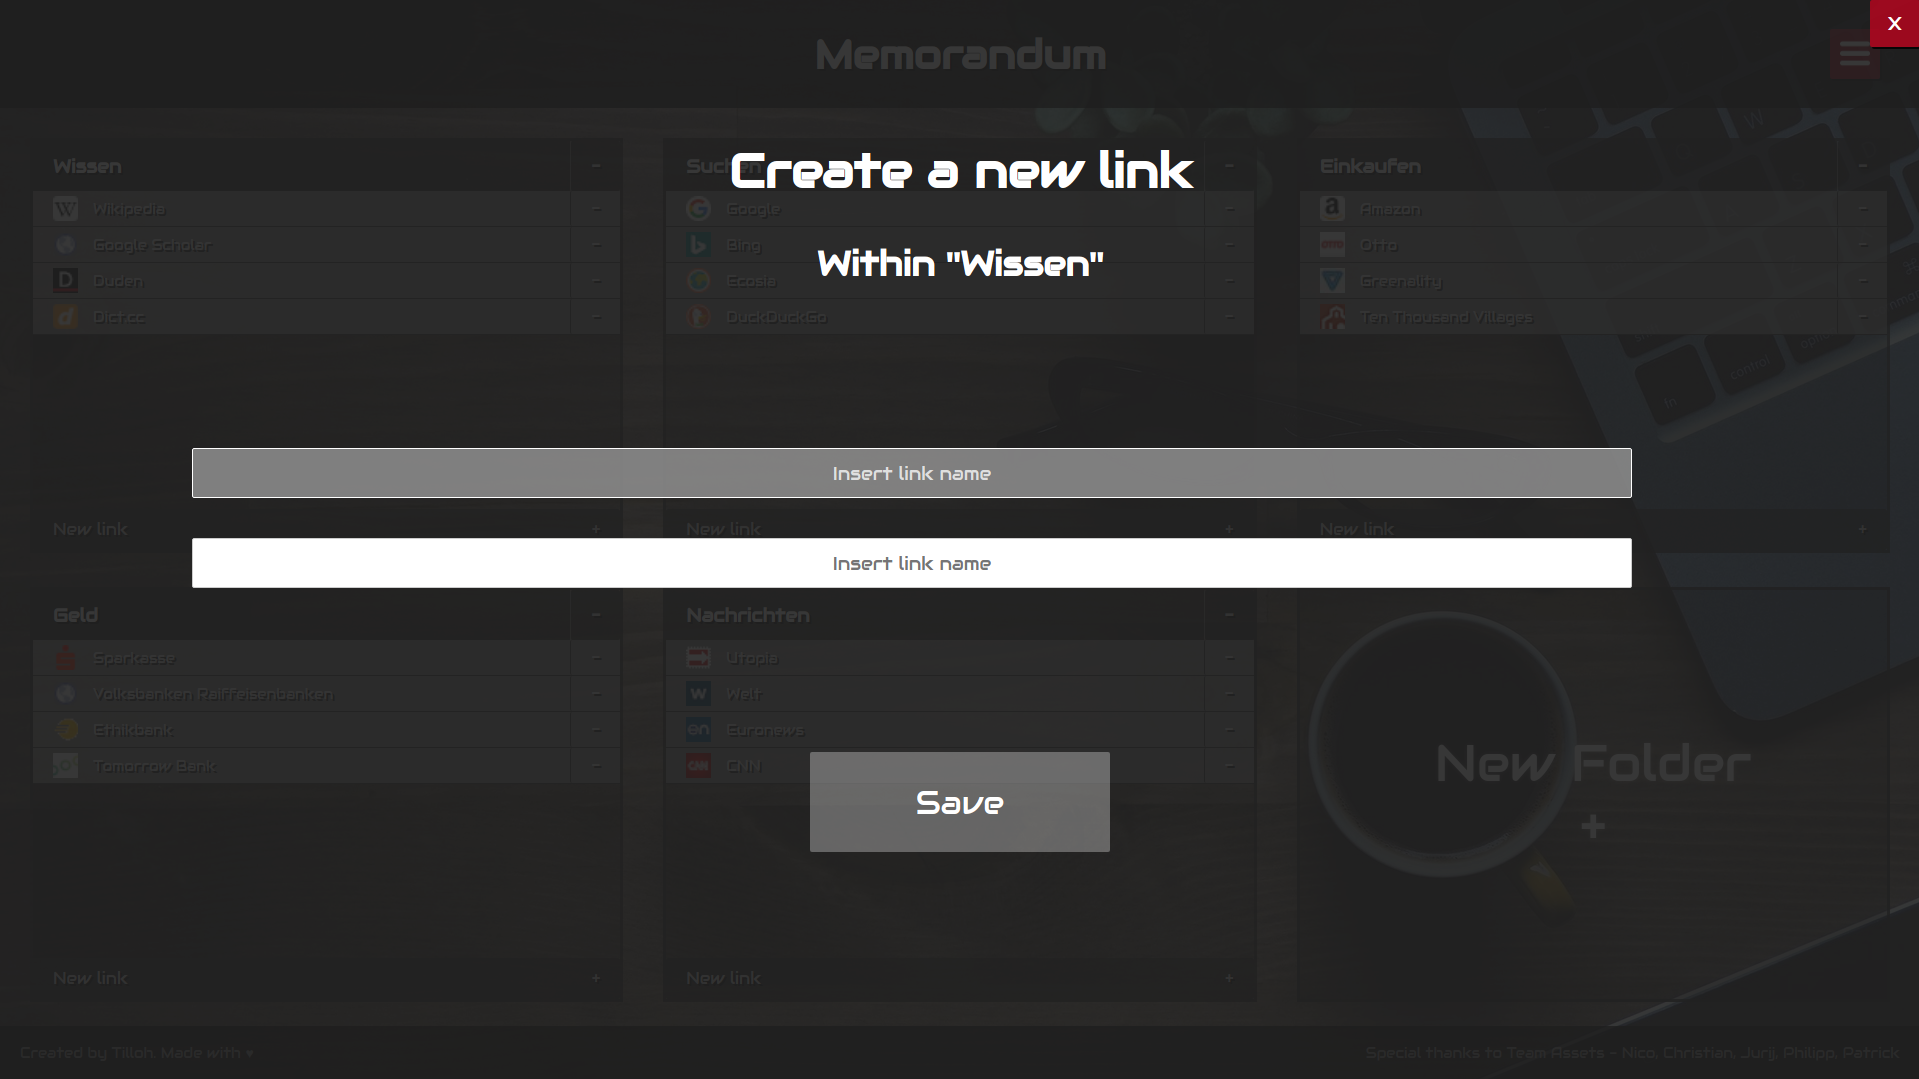 X
Memorandum
Create a new link
Within "Wissen"
Insert link name
Insert link name
Save
Wissen -
Wikipedia -
Google Scholar -
Duden -
Dict.cc -
New link +
Suchen -
Google -
Bing -
Ecosia -
DuckDuckGo -
New link +
Einkaufen -
Amazon -
Otto -
Greenality -
Ten Thousand Villages -
New link +
Geld -
Sparkasse -
Volksbanken Raiffeisenbanken -
Ethikbank -
Tomorrow Bank -
New link +
Nachrichten -
Utopia -
Welt -
Euronews -
CNN -
New link +
New Folder
+
Created by Tilloh. Made with ♥
Special thanks to Team Assets - Nico, Christian, Jurij, Philipp, Patrick